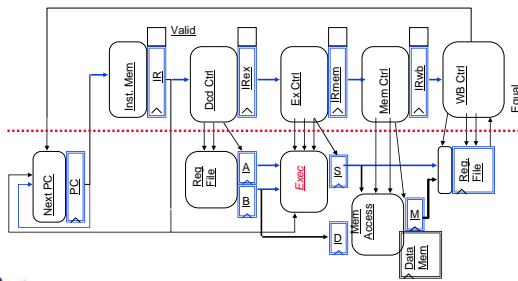 Valid
Inst. Mem
IR
Dcd Ctrl
IRex
Ex Ctrl
IRmem
Mem Ctrl
IRwb
WB Ctrl
Equal
Next PC
PC
Reg
File
A
B
Exec
S
D
Mem
Access
M
Data
Mem
Reg.
File